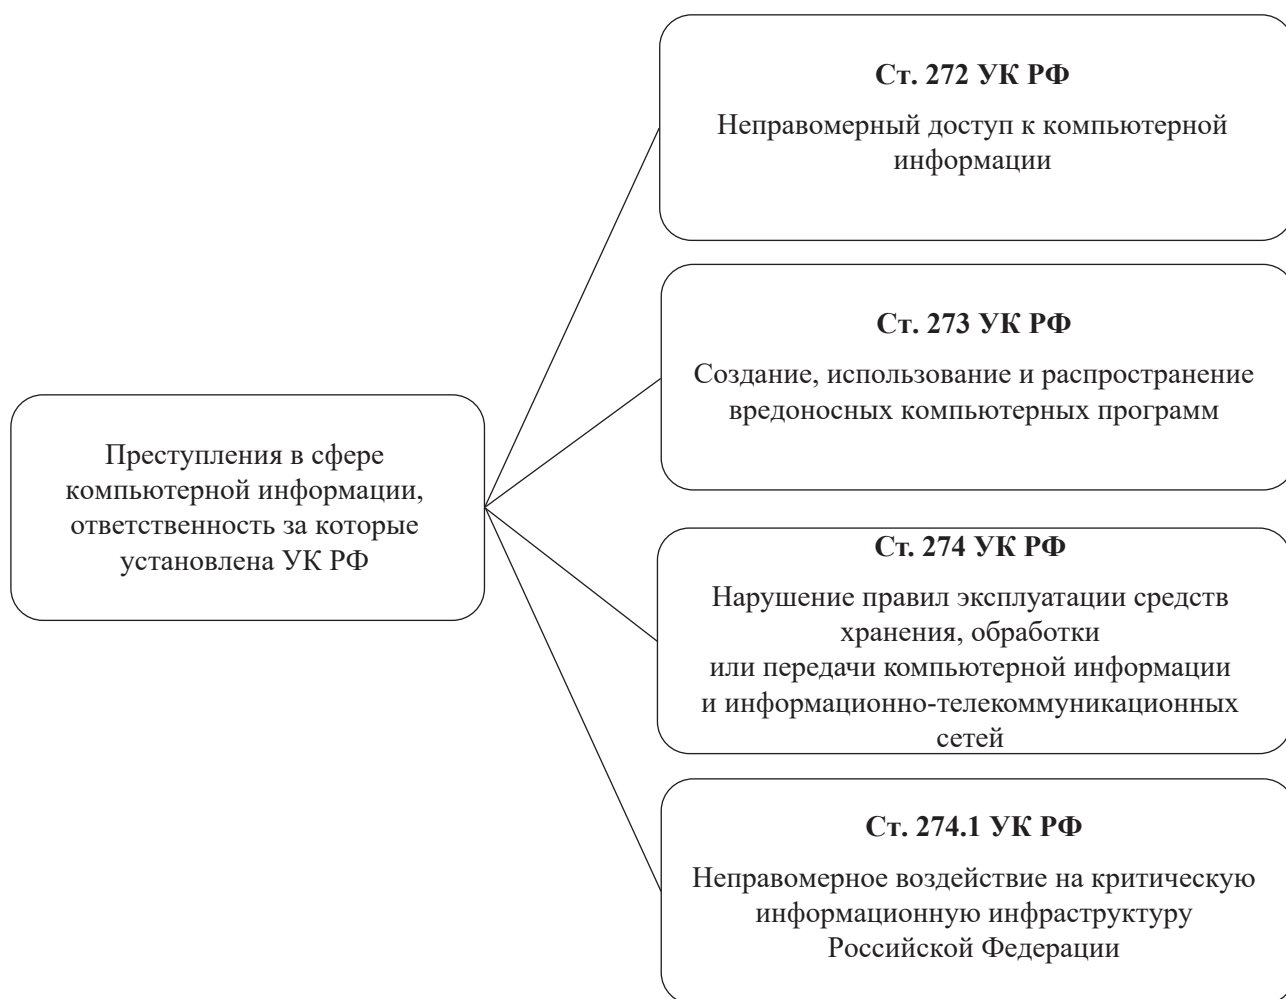 Ст. 272 УК РФ
Неправомерный доступ к компьютерной
информации
Ст. 273 УК РФ
Создание, использование и распространение
вредоносных компьютерных программ
Преступления в сфере
компьютерной информации,
ответственность за которые
установлена УК РФ
Ст. 274 УК РФ
Нарушение правил эксплуатации средств
хранения, обработки
или передачи компьютерной информации
и информационно-телекоммуникационных
сетей
Ст. 274.1 УК РФ
Неправомерное воздействие на критическую
информационную инфраструктуру
Российской Федерации